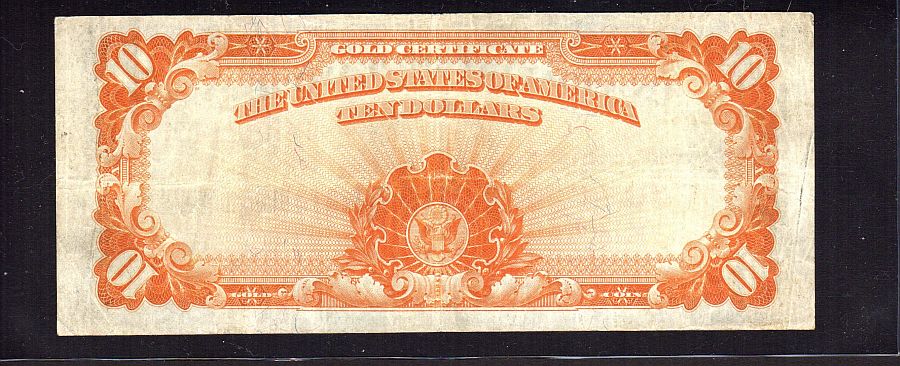 10 GOLD CERTIFICATE 10
THE UNITED STATES OF AMERICA
TEN DOLLARS
10 GOLD COIN 10